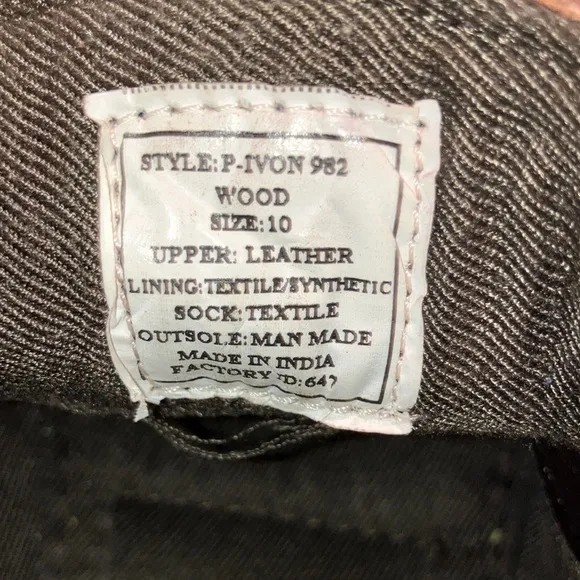 STYLE: P-IVON 982
WOOD
SIZE: 10
UPPER: LEATHER
LINING: TEXTILE/SYNTHETIC
SOCK: TEXTILE
OUTSOLE: MAN MADE
MADE IN INDIA
FACTORY ID: 647